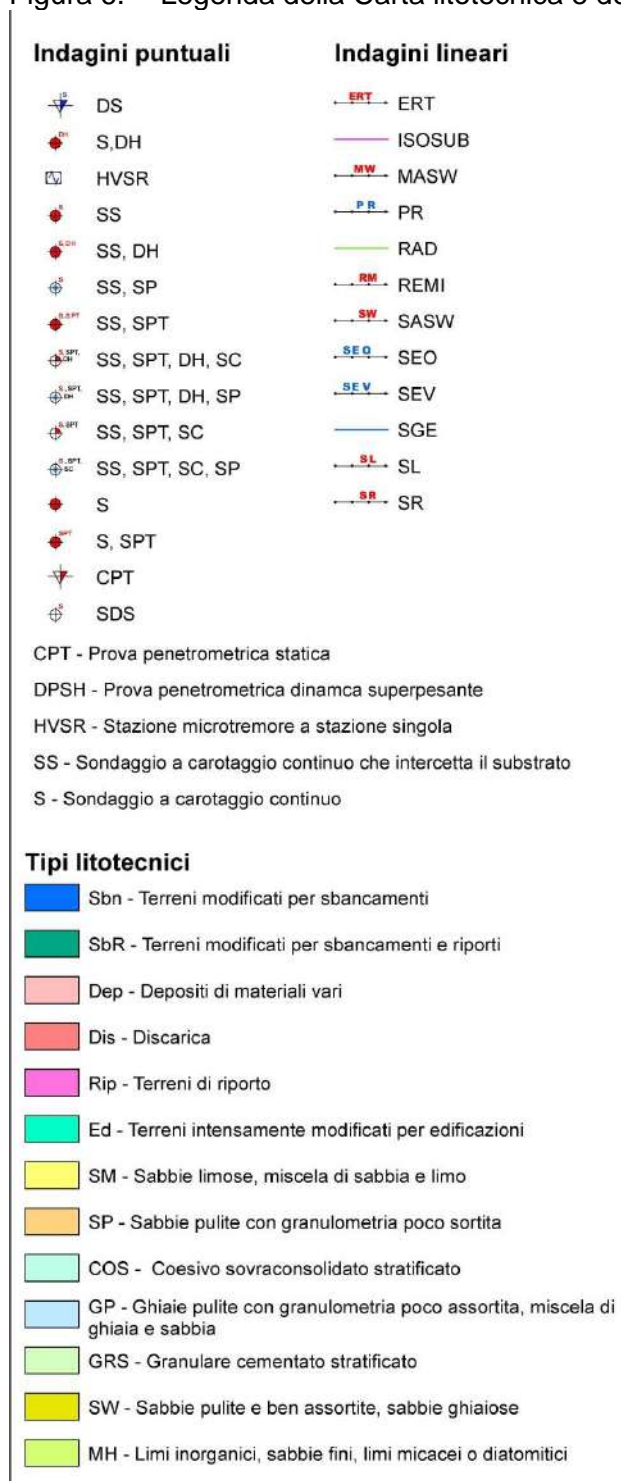 Indagini puntuali
DS
S,DH
HVSR
SS
SS, DH
SS, SP
SS, SPT
SS, SPT, DH, SC
SS, SPT, DH, SP
SS, SPT, SC
SS, SPT, SC, SP
S
S, SPT
CPT
SDS
Indagini lineari
ERT ERT
ISOSUB
MW MASW
PR PR
RAD
RM REMI
SW SASW
SEO SEO
SEV SEV
SGE
SL SL
SR SR
CPT - Prova penetrometrica statica
DPSH - Prova penetrometrica dinamca superpesante
HVSR - Stazione microtremore a stazione singola
SS - Sondaggio a carotaggio continuo che intercetta il substrato
S - Sondaggio a carotaggio continuo
Tipi litotecnici
Sbn - Terreni modificati per sbancamenti
SbR - Terreni modificati per sbancamenti e riporti
Dep - Depositi di materiali vari
Dis - Discarica
Rip - Terreni di riporto
Ed - Terreni intensamente modificati per edificazioni
SM - Sabbie limose, miscela di sabbia e limo
SP - Sabbie pulite con granulometria poco sortita
COS - Coesivo sovraconsolidato stratificato
GP - Ghiaie pulite con granulometria poco assortita, miscela di
ghiaia e sabbia
GRS - Granulare cementato stratificato
SW - Sabbie pulite e ben assortite, sabbie ghiaiose
MH - Limi inorganici, sabbie fini, limi micacei o diatomitici